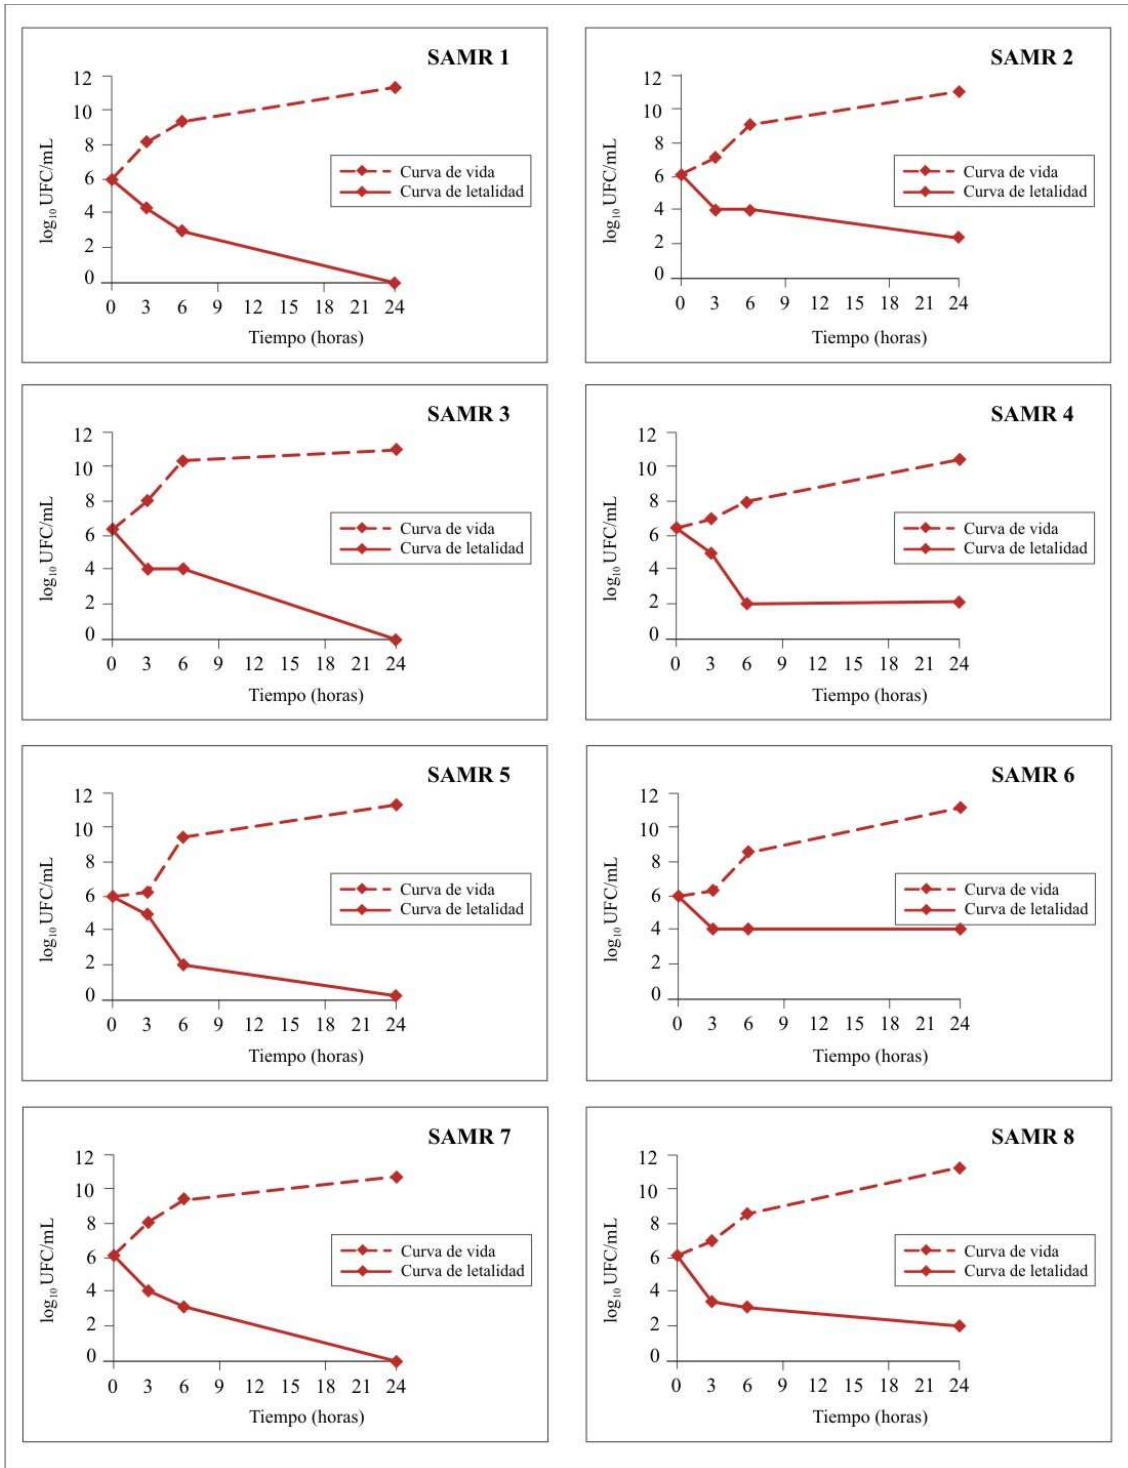 SAMR 1
12
10
8
6
4
2
0
log₁₀ UFC/mL
Curva de vida
Curva de letalidad
0 3 6 9 12 15 18 21 24
Tiempo (horas)
SAMR 2
12
10
8
6
4
2
0
log₁₀ UFC/mL
Curva de vida
Curva de letalidad
0 3 6 9 12 15 18 21 24
Tiempo (horas)
SAMR 3
12
10
8
6
4
2
0
log₁₀ UFC/mL
Curva de vida
Curva de letalidad
0 3 6 9 12 15 18 21 24
Tiempo (horas)
SAMR 4
12
10
8
6
4
2
0
log₁₀ UFC/mL
Curva de vida
Curva de letalidad
0 3 6 9 12 15 18 21 24
Tiempo (horas)
SAMR 5
12
10
8
6
4
2
0
log₁₀ UFC/mL
Curva de vida
Curva de letalidad
0 3 6 9 12 15 18 21 24
Tiempo (horas)
SAMR 6
12
10
8
6
4
2
0
log₁₀ UFC/mL
Curva de vida
Curva de letalidad
0 3 6 9 12 15 18 21 24
Tiempo (horas)
SAMR 7
12
10
8
6
4
2
0
log₁₀ UFC/mL
Curva de vida
Curva de letalidad
0 3 6 9 12 15 18 21 24
Tiempo (horas)
SAMR 8
12
10
8
6
4
2
0
log₁₀ UFC/mL
Curva de vida
Curva de letalidad
0 3 6 9 12 15 18 21 24
Tiempo (horas)